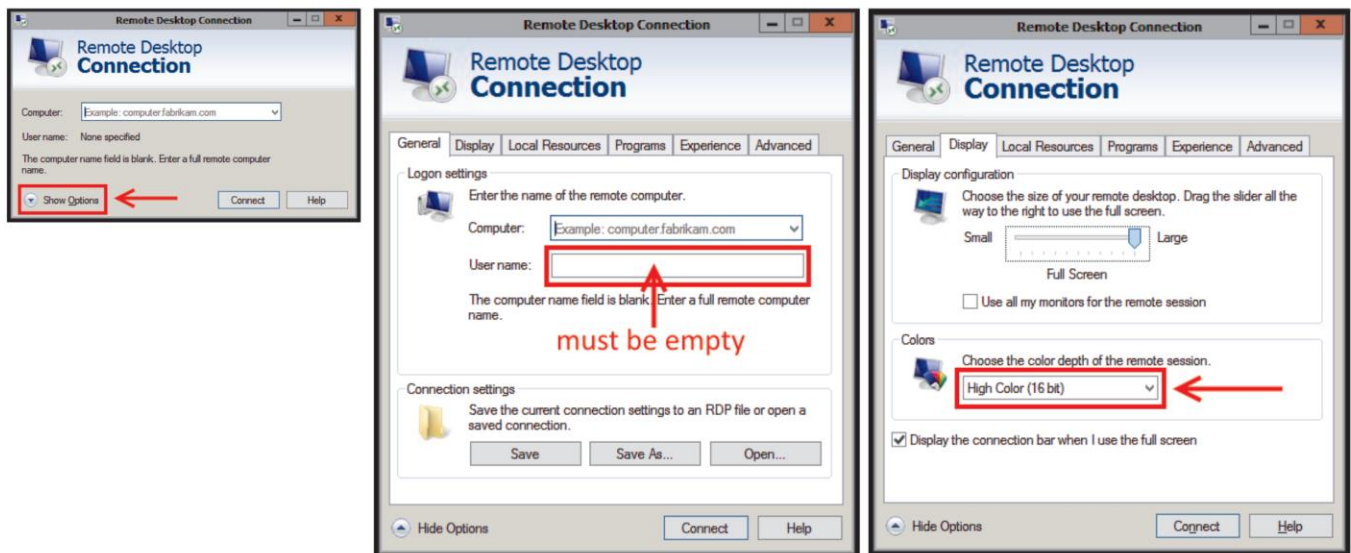 Remote Desktop Connection
Remote Desktop
Connection
Computer: Example: computer.fabrikam.com
User name: None specified
The computer name field is blank. Enter a full remote computer
name.
Show Options
Connect
Help
Remote Desktop Connection
Remote Desktop
Connection
General Display Local Resources Programs Experience Advanced
Logon settings
Enter the name of the remote computer.
Computer: Example: computer.fabrikam.com
User name:
The computer name field is blank. Enter a full remote computer
name.
must be empty
Connection settings
Save the current connection settings to an RDP file or open a
saved connection.
Save Save As... Open...
Hide Options
Connect
Help
Remote Desktop Connection
Remote Desktop
Connection
General Display Local Resources Programs Experience Advanced
Display configuration
Choose the size of your remote desktop. Drag the slider all the
way to the right to use the full screen.
Small Large
Full Screen
Use all my monitors for the remote session
Colors
Choose the color depth of the remote session.
High Color (16 bit)
Display the connection bar when I use the full screen
Hide Options
Connect
Help